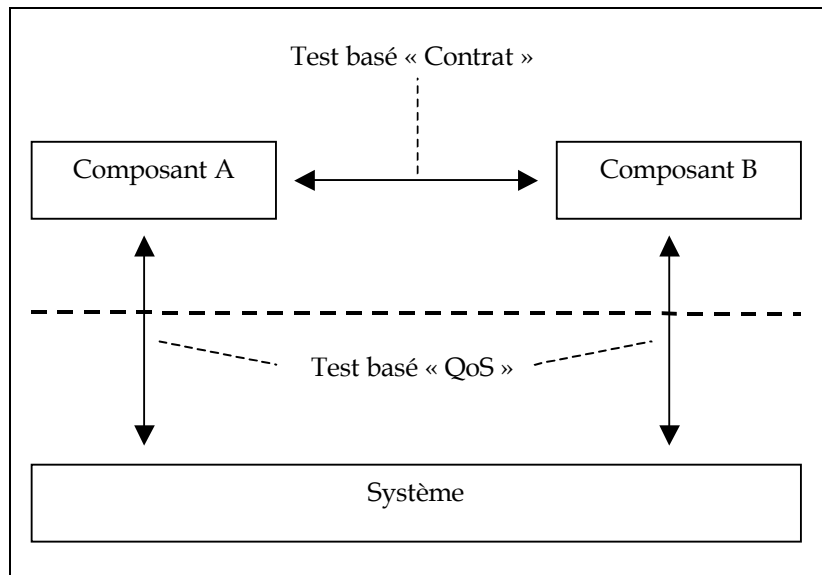 Test basé « Contrat »
Composant A
Composant B
Test basé « QoS »
Système